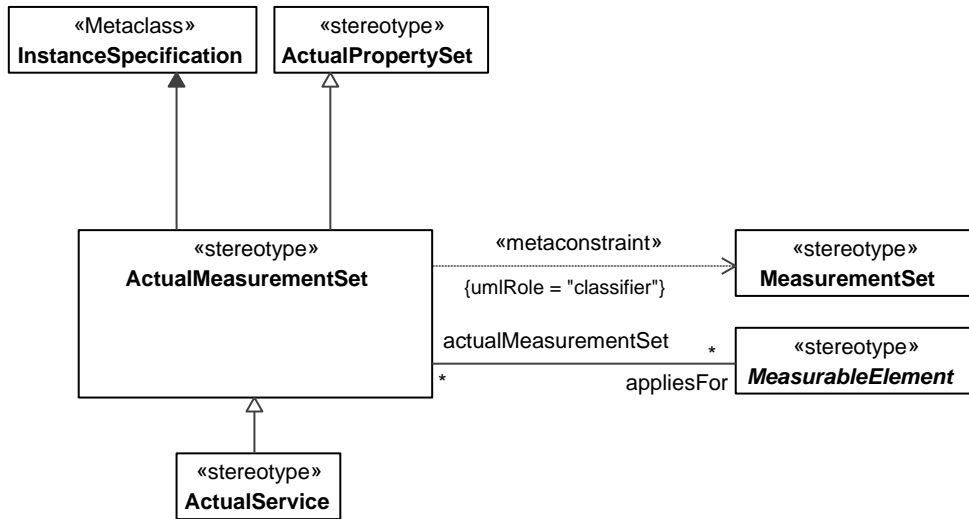 «Metaclass»
InstanceSpecification
«stereotype»
ActualPropertySet
«stereotype»
ActualMeasurementSet
«metaconstraint»
{umlRole = "classifier"}
«stereotype»
MeasurementSet
actualMeasurementSet
*
*
appliesFor
«stereotype»
MeasurableElement
«stereotype»
ActualService